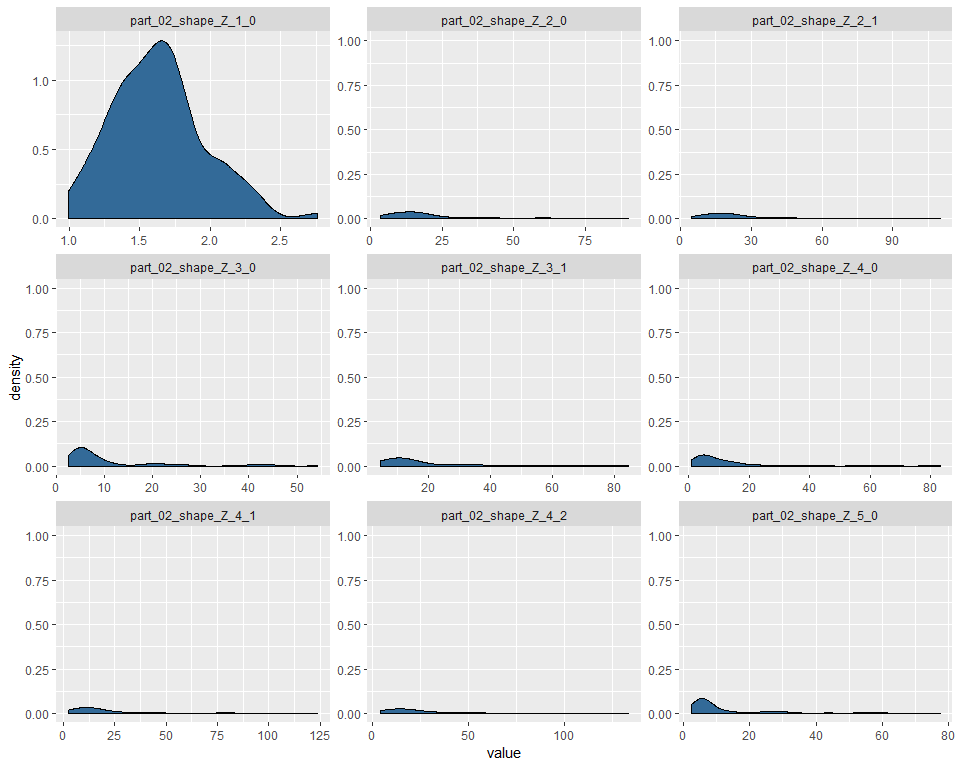 part_02_shape_Z_1_0 part_02_shape_Z_2_0 part_02_shape_Z_2_1
1.0 0.5 0.0
1.00 0.75 0.50 0.25 0.00
1.00 0.75 0.50 0.25 0.00
1.0 1.5 2.0 2.5
0 25 50 75
0 30 60 90
part_02_shape_Z_3_0 part_02_shape_Z_3_1 part_02_shape_Z_4_0
density
1.00 0.75 0.50 0.25 0.00
1.00 0.75 0.50 0.25 0.00
1.00 0.75 0.50 0.25 0.00
0 10 20 30 40 50
20 40 60 80
0 20 40 60 80
part_02_shape_Z_4_1 part_02_shape_Z_4_2 part_02_shape_Z_5_0
1.00 0.75 0.50 0.25 0.00
1.00 0.75 0.50 0.25 0.00
1.00 0.75 0.50 0.25 0.00
0 25 50 75 100 125
0 50 100
0 20 40 60 80
value